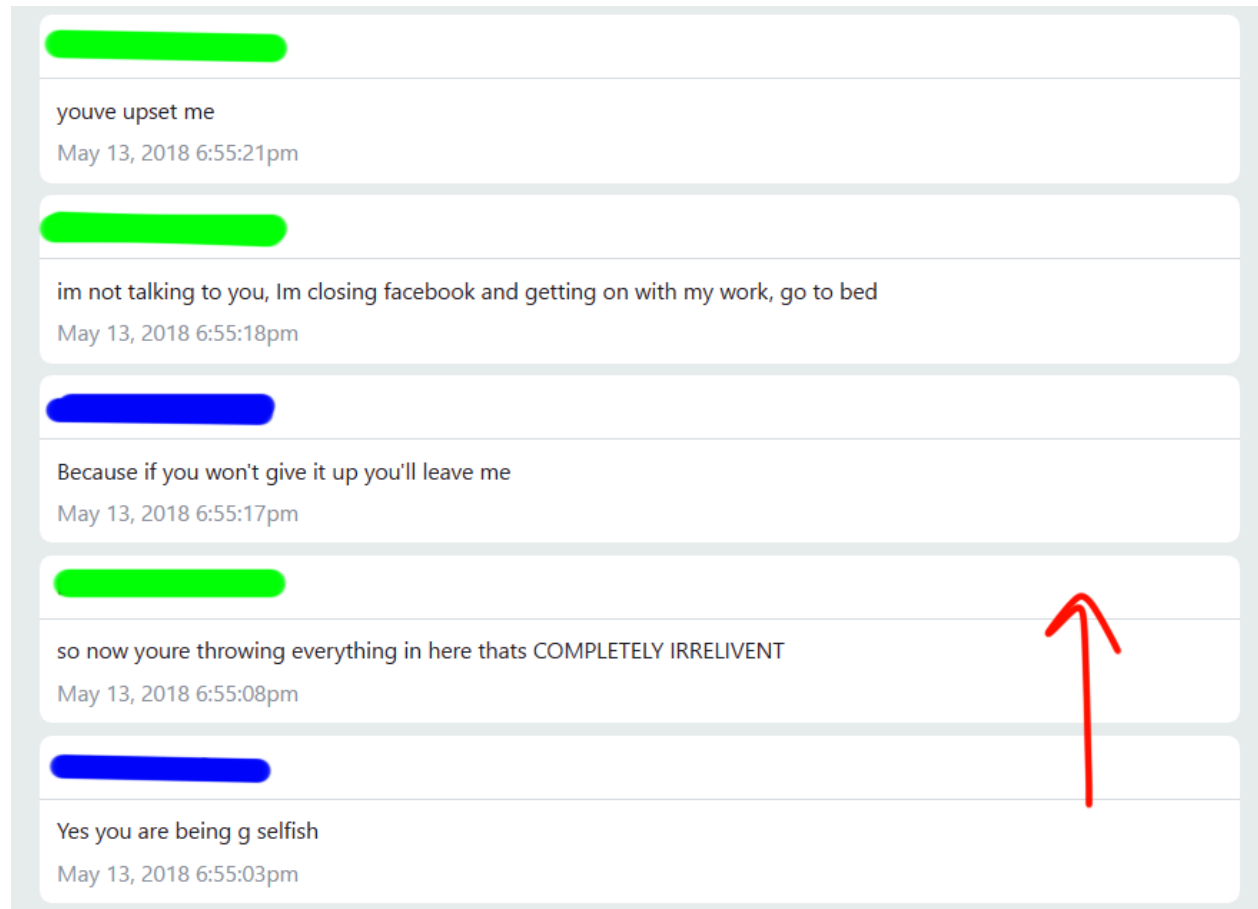 youve upset me
May 13, 2018 6:55:21pm
im not talking to you, Im closing facebook and getting on with my work, go to bed
May 13, 2018 6:55:18pm
Because if you won't give it up you'll leave me
May 13, 2018 6:55:17pm
so now youre throwing everything in here thats COMPLETELY IRRELIVENT
May 13, 2018 6:55:08pm
Yes you are being g selfish
May 13, 2018 6:55:03pm